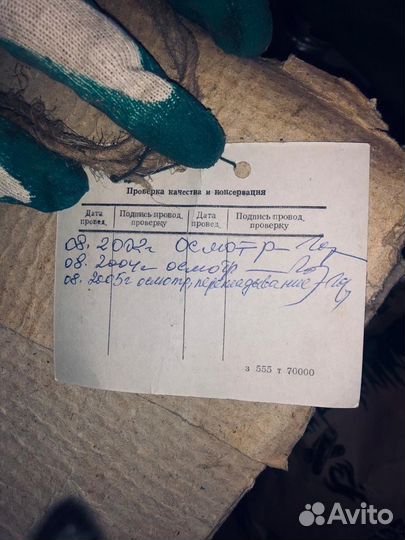 Проверка качества и консервация
Дата провед. Подпись провод. проверку Дата провед. Подпись провод. проверку
08. 2002г осмотр –
08. 2004г – осмотр –
08. 2005г осмотр, перекладывание –
з 555 т 70000
Avito